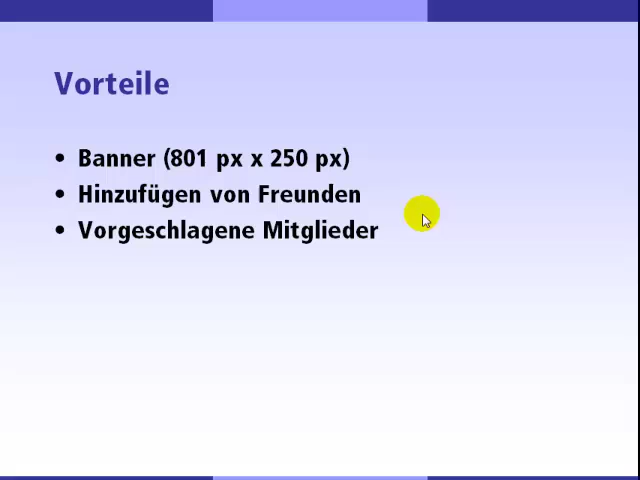 Vorteile
• Banner (801 px x 250 px)
• Hinzufügen von Freunden
• Vorgeschlagene Mitglieder